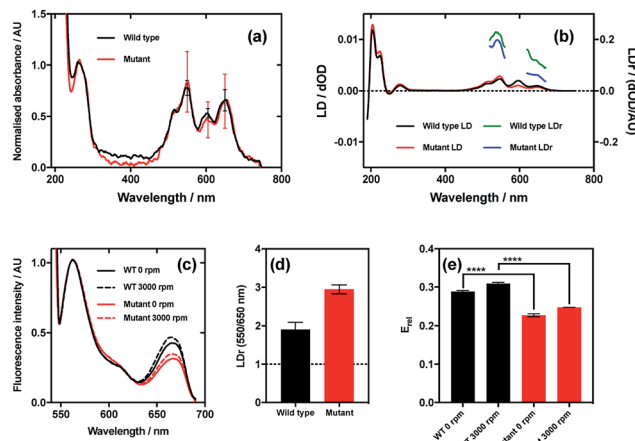 (a)
Wild type
Mutant
Normalised absorbance / AU
1.5
1.0
0.5
0.0
200 400 600 800
Wavelength / nm
(b)
LD / dOD
LDr / (dOD/AU)
0.01
0.00
-0.01
0.2
0.0
-0.2
Wild type LD
Wild type LDr
Mutant LD
Mutant LDr
200 400 600 800
Wavelength / nm
(c)
WT 0 rpm
WT 3000 rpm
Mutant 0 rpm
Mutant 3000 rpm
Fluorescence intensity / AU
1.0
0.5
0.0
550 600 650 700
Wavelength / nm
(d)
LDr (550/650 nm)
4
3
2
1
0
Wild type Mutant
(e)
**** ****
Erel
0.4
0.3
0.2
0.1
0.0
WT 0 rpm
3000 rpm
0 rpm
3000 rpm